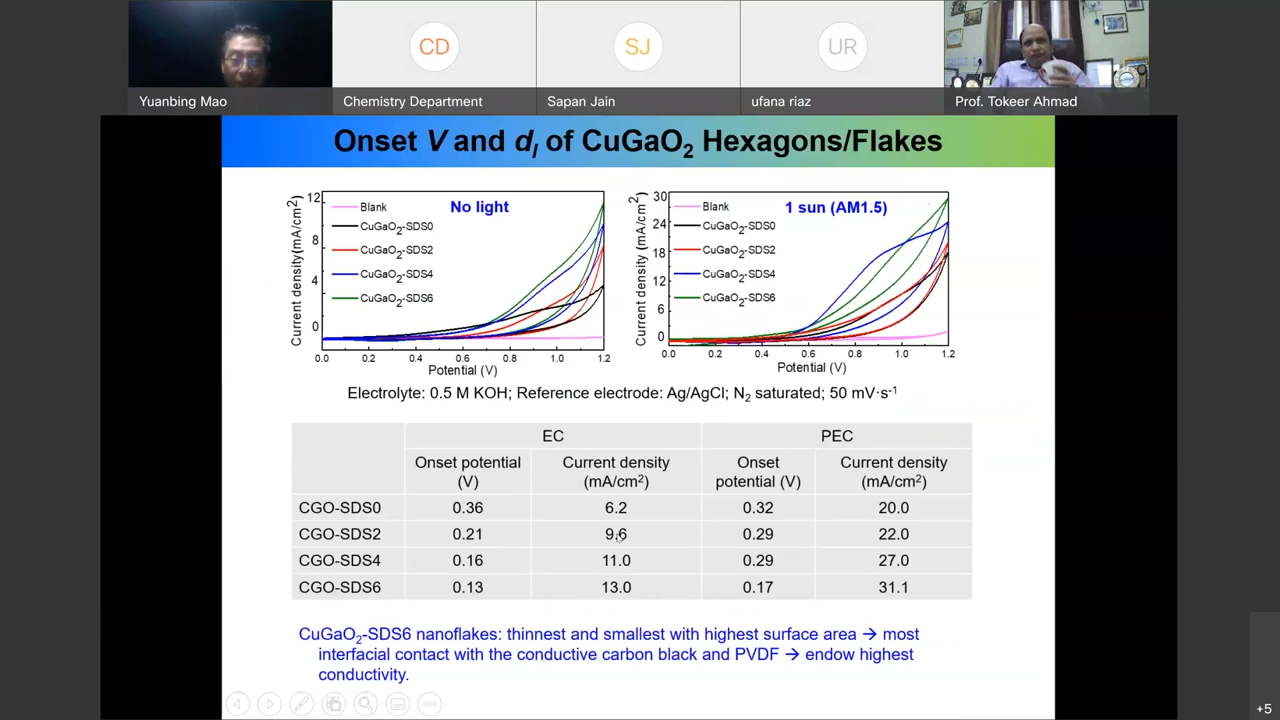 CD
SJ
UR
Yuanbing Mao
Chemistry Department
Sapan Jain
ufana riaz
Prof. Tokeer Ahmad
Onset V and dI of CuGaO2 Hexagons/Flakes
Current density(mA/cm2)
12
8
4
0
No light
Blank
CuGaO2-SDS0
CuGaO2-SDS2
CuGaO2-SDS4
CuGaO2-SDS6
0.0 0.2 0.4 0.6 0.8 1.0 1.2
Potential (V)
Current density (mA/cm2)
30
24
18
12
6
0
1 sun (AM1.5)
Blank
CuGaO2-SDS0
CuGaO2-SDS2
CuGaO2-SDS4
CuGaO2-SDS6
0.0 0.2 0.4 0.6 0.8 1.0 1.2
Potential (V)
Electrolyte: 0.5 M KOH; Reference electrode: Ag/AgCl; N2 saturated; 50 mV·s-1
EC PEC
Onset potential (V) Current density (mA/cm2) Onset potential (V) Current density (mA/cm2)
CGO-SDS0 0.36 6.2 0.32 20.0
CGO-SDS2 0.21 9.6 0.29 22.0
CGO-SDS4 0.16 11.0 0.29 27.0
CGO-SDS6 0.13 13.0 0.17 31.1
CuGaO2-SDS6 nanoflakes: thinnest and smallest with highest surface area → most
interfacial contact with the conductive carbon black and PVDF → endow highest
conductivity.
+5